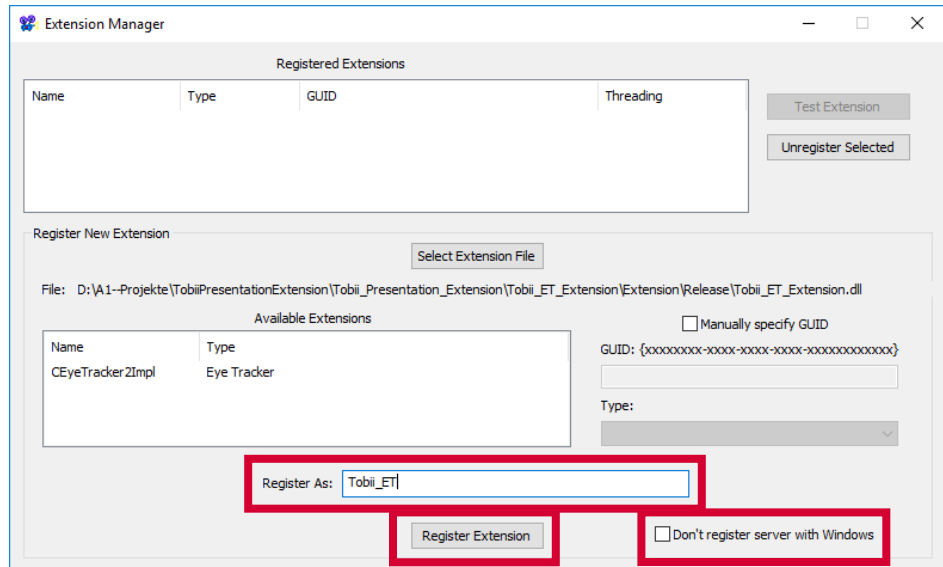 Extension Manager
Registered Extensions
Name Type GUID Threading
Test Extension
Unregister Selected
Register New Extension
Select Extension File
File: D:\A1--Projekte\TobiiPresentationExtension\Tobii_Presentation_Extension\Tobii_ET_Extension\Extension\Release\Tobii_ET_Extension.dll
Available Extensions
Name Type
CEyeTracker2Impl Eye Tracker
Manually specify GUID
GUID: {xxxxxxxx-xxxx-xxxx-xxxx-xxxxxxxxxxxx}
Type:
Register As: Tobii_ET
Register Extension
Don't register server with Windows